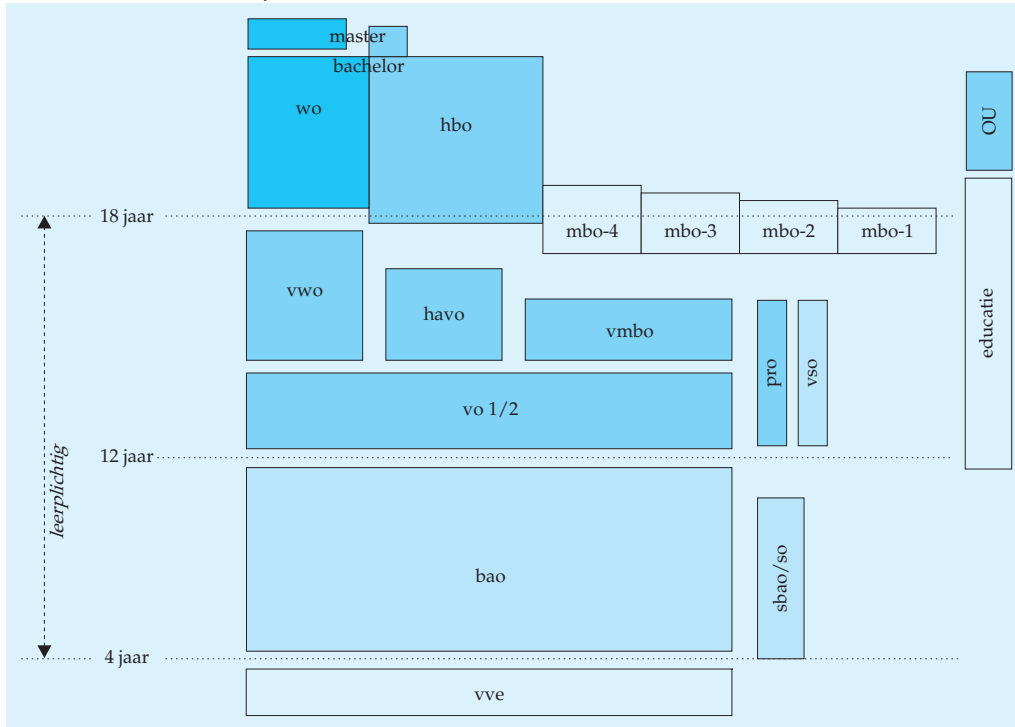 master
bachelor
wo
hbo
OU
18 jaar
mbo-4
mbo-3
mbo-2
mbo-1
vwo
havo
vmbo
pro
vso
educatie
vo 1/2
12 jaar
leerplichtig
bao
sbao/so
4 jaar
vve